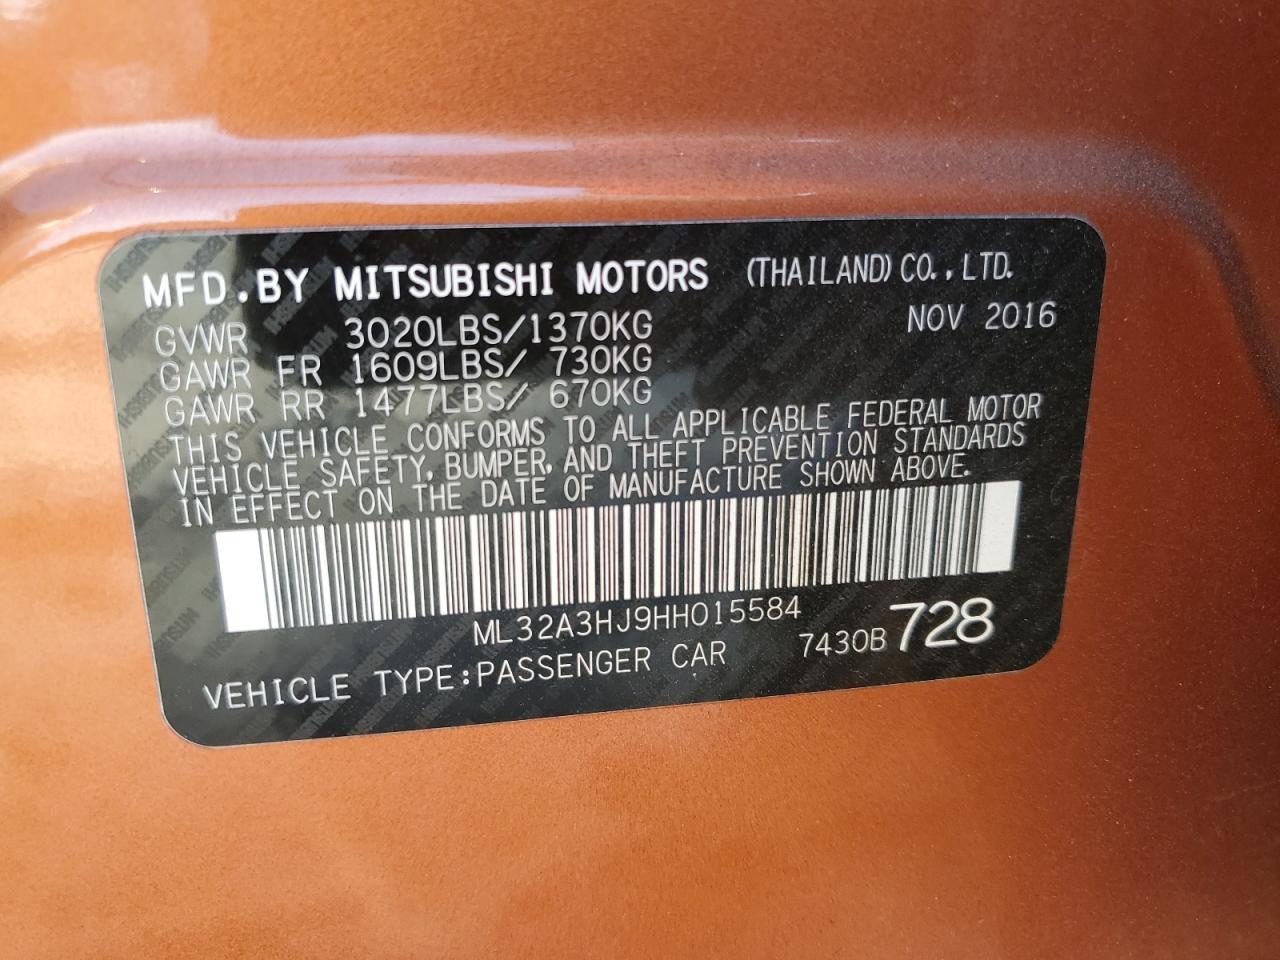 MFD.BY MITSUBISHI MOTORS (THAILAND) CO.,LTD.
GVWR 3020LBS/1370KG NOV 2016
GAWR FR 1609LBS/ 730KG
GAWR RR 1477LBS/ 670KG
THIS VEHICLE CONFORMS TO ALL APPLICABLE FEDERAL MOTOR
VEHICLE SAFETY, BUMPER, AND THEFT PREVENTION STANDARDS
IN EFFECT ON THE DATE OF MANUFACTURE SHOWN ABOVE.
ML32A3HJ9HH015584
VEHICLE TYPE:PASSENGER CAR 7430B 728